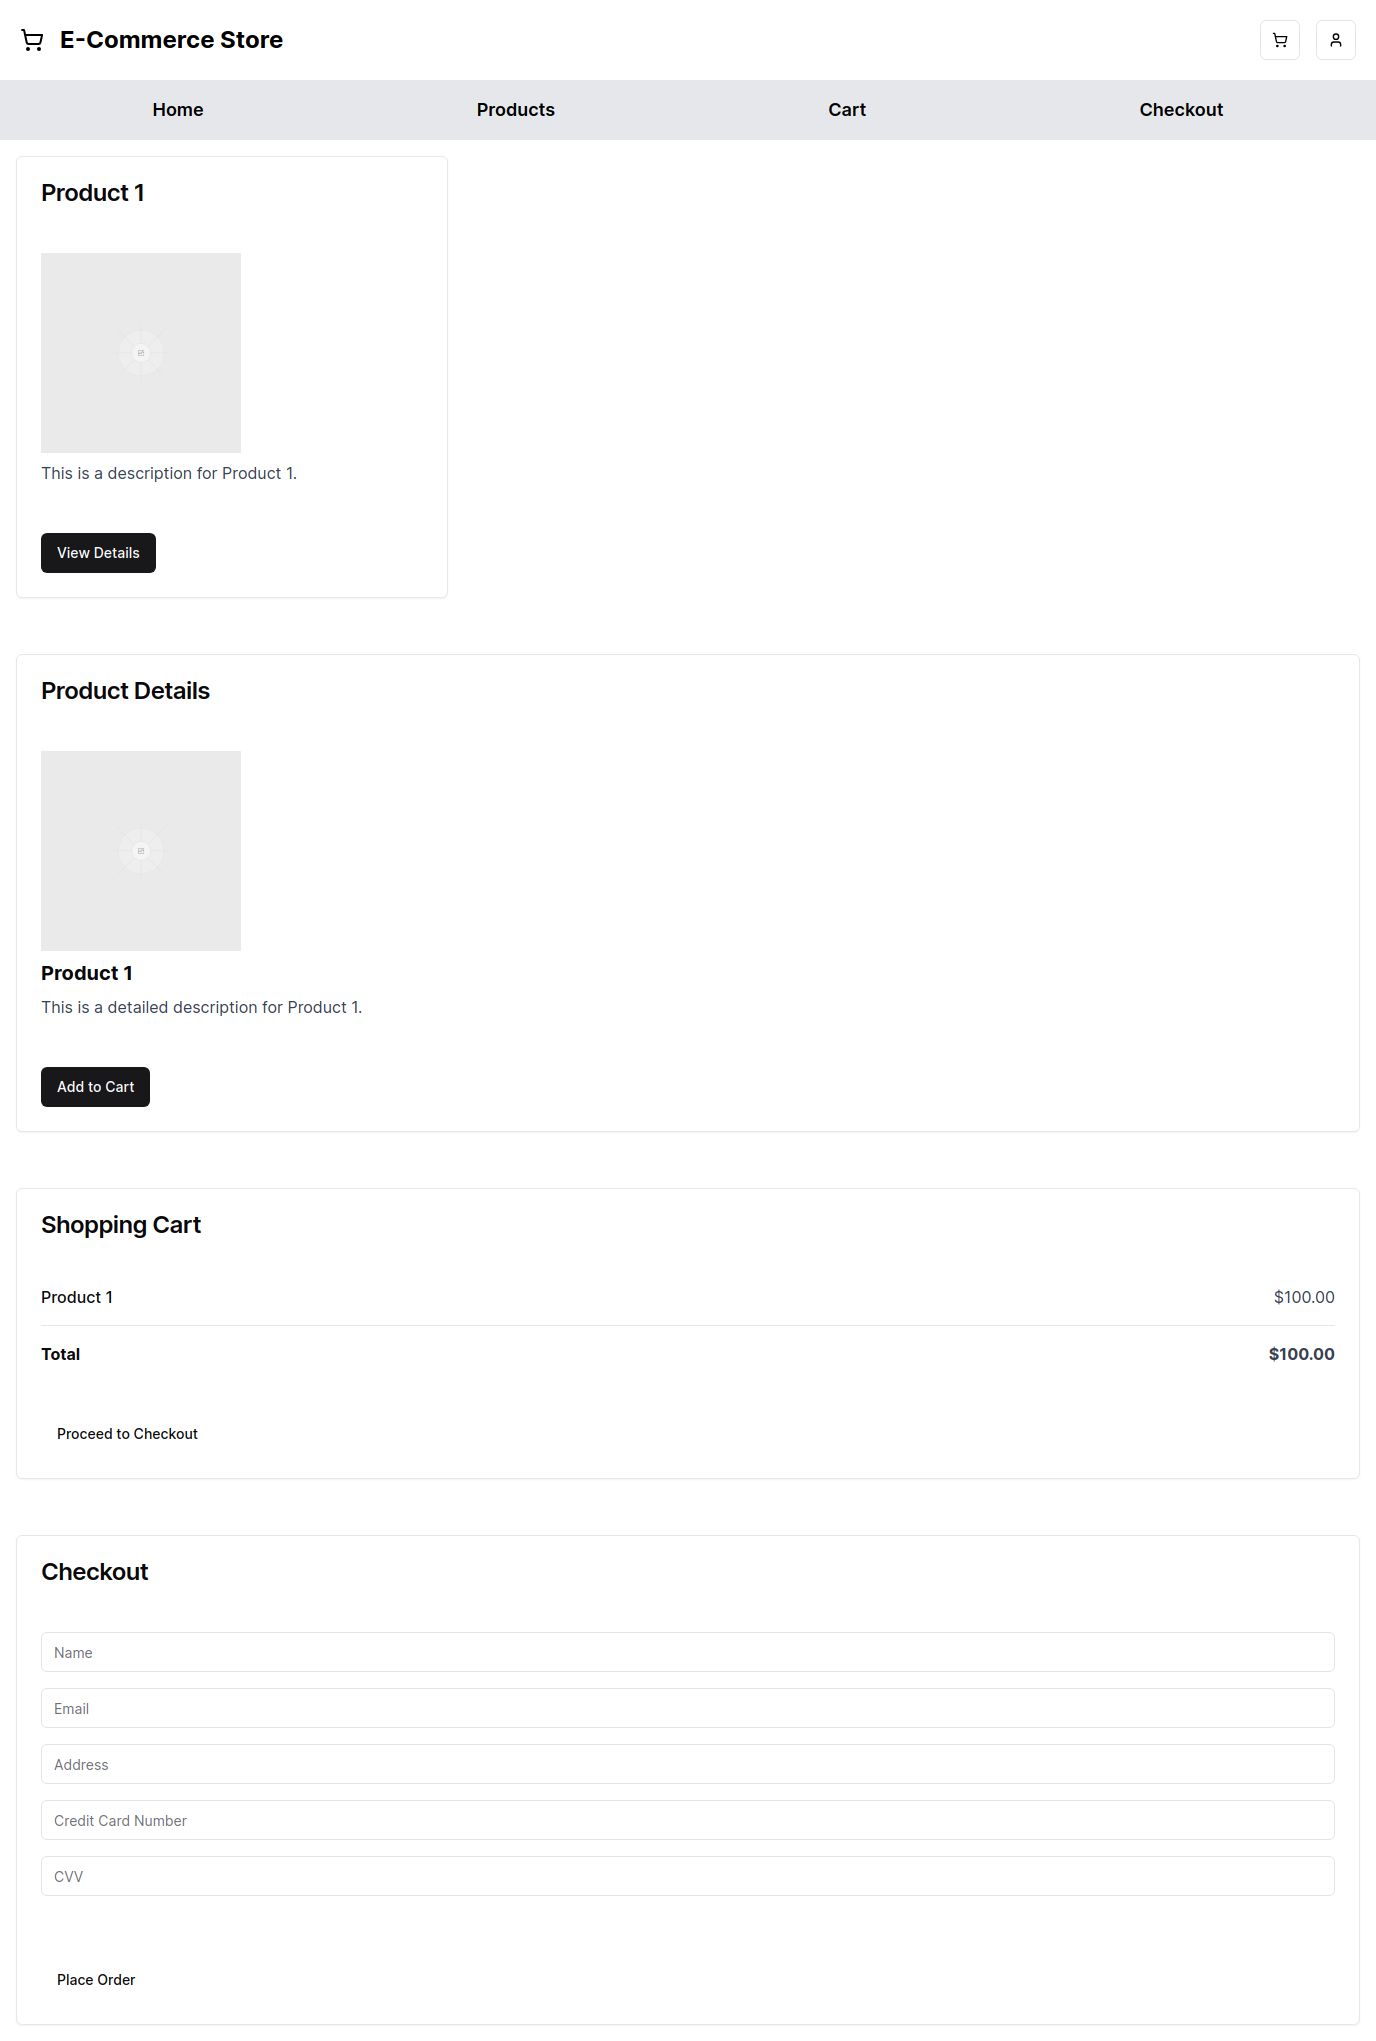 E-Commerce Store
Home
Products
Cart
Checkout
Product 1
This is a description for Product 1.
View Details
Product Details
Product 1
This is a detailed description for Product 1.
Add to Cart
Shopping Cart
Product 1 $100.00
Total $100.00
Proceed to Checkout
Checkout
Name
Email
Address
Credit Card Number
CVV
Place Order